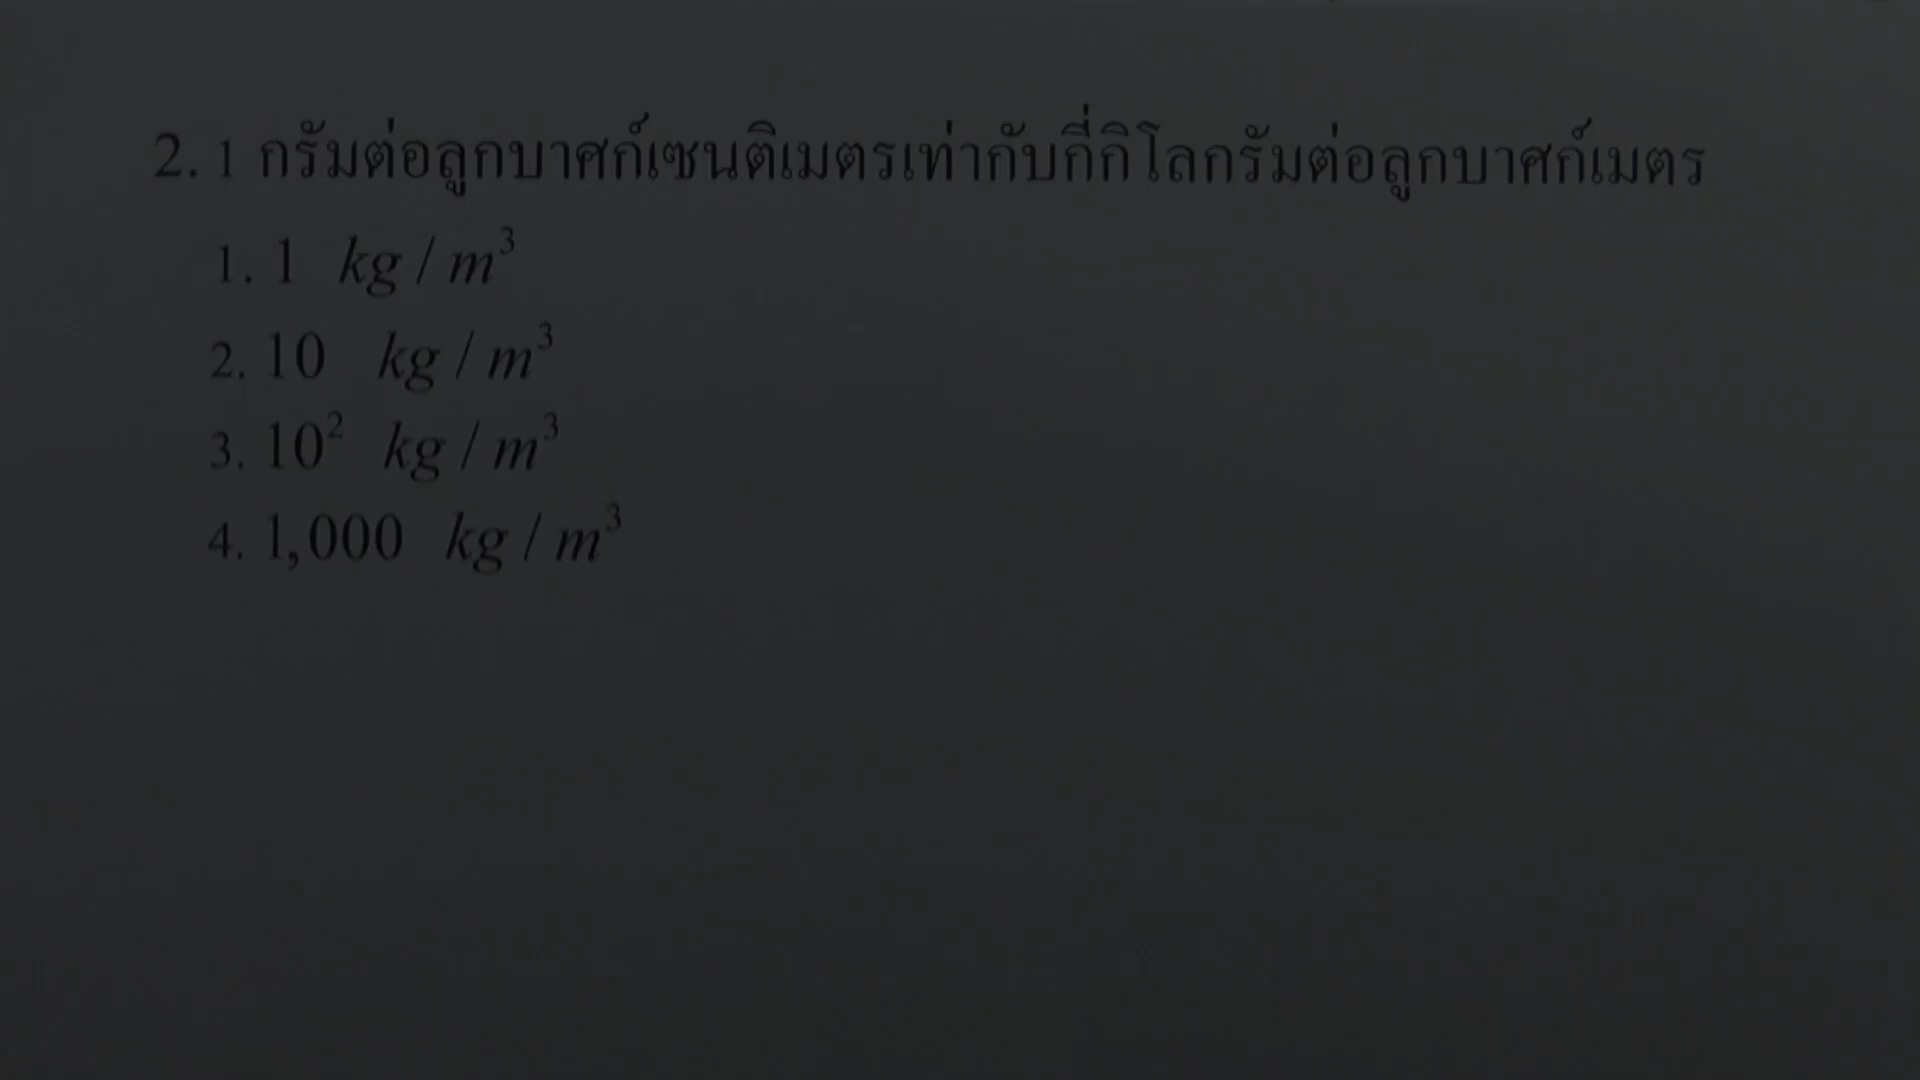 2. 1 กรัมต่อลูกบาศก์เซนติเมตรเท่ากับกี่กิโลกรัมต่อลูกบาศก์เมตร
1. 1 kg / m³
2. 10 kg / m³
3. 10² kg / m³
4. 1,000 kg / m³